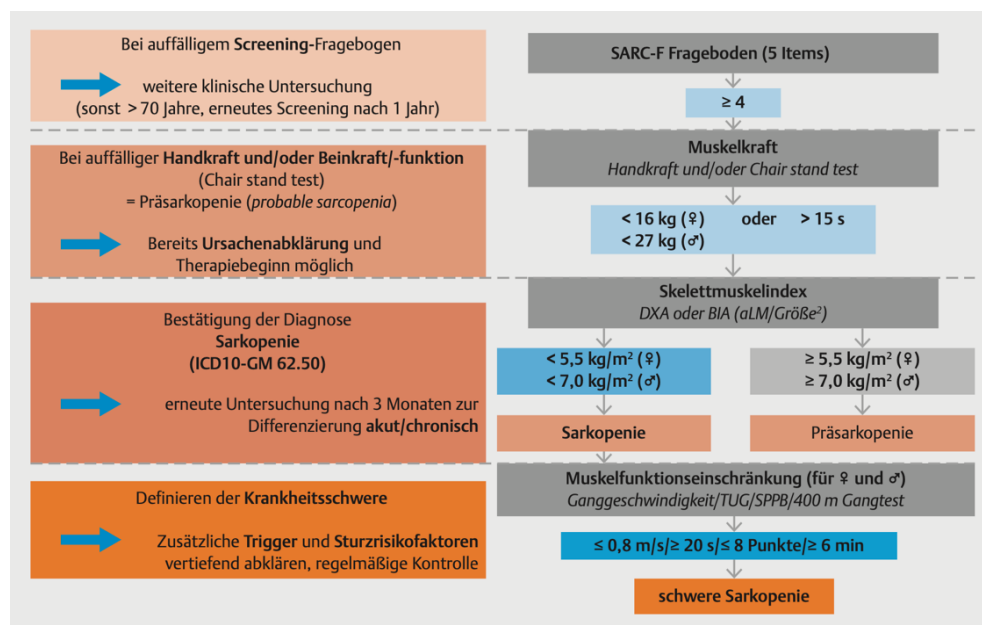 Bei auffälligem Screening-Fragebogen
weitere klinische Untersuchung
(sonst > 70 Jahre, erneutes Screening nach 1 Jahr)
SARC-F Frageboden (5 Items)
≥ 4
Bei auffälliger Handkraft und/oder Beinkraft/-funktion
(Chair stand test)
= Präsarkopenie (probable sarcopenia)
Bereits Ursachenabklärung und
Therapiebeginn möglich
Muskelkraft
Handkraft und/oder Chair stand test
< 16 kg (♀) oder > 15 s
< 27 kg (♂)
Bestätigung der Diagnose
Sarkopenie
(ICD10-GM 62.50)
erneute Untersuchung nach 3 Monaten zur
Differenzierung akut/chronisch
Skelettmuskelindex
DXA oder BIA (aLM/Größe²)
< 5,5 kg/m² (♀)
< 7,0 kg/m² (♂)
≥ 5,5 kg/m² (♀)
≥ 7,0 kg/m² (♂)
Sarkopenie
Präsarkopenie
Definieren der Krankheitsschwere
Zusätzliche Trigger und Sturzrisikofaktoren
vertiefend abklären, regelmäßige Kontrolle
Muskelfunktionseinschränkung (für ♀ und ♂)
Ganggeschwindigkeit/TUG/SPPB/400 m Gangtest
≤ 0,8 m/s/≥ 20 s/≤ 8 Punkte/≥ 6 min
schwere Sarkopenie